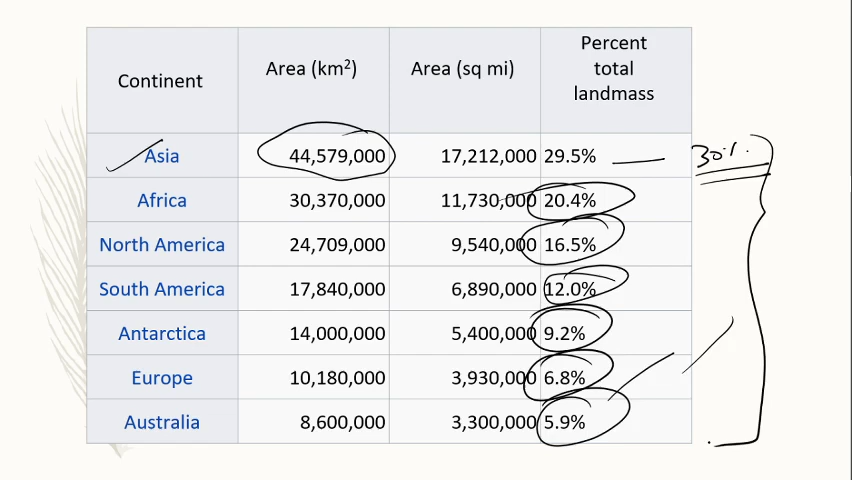 Continent Area (km²) Area (sq mi) Percent
total
landmass
Asia 44,579,000 17,212,000 29.5% 30%
Africa 30,370,000 11,730,000 20.4%
North America 24,709,000 9,540,000 16.5%
South America 17,840,000 6,890,000 12.0%
Antarctica 14,000,000 5,400,000 9.2%
Europe 10,180,000 3,930,000 6.8%
Australia 8,600,000 3,300,000 5.9%